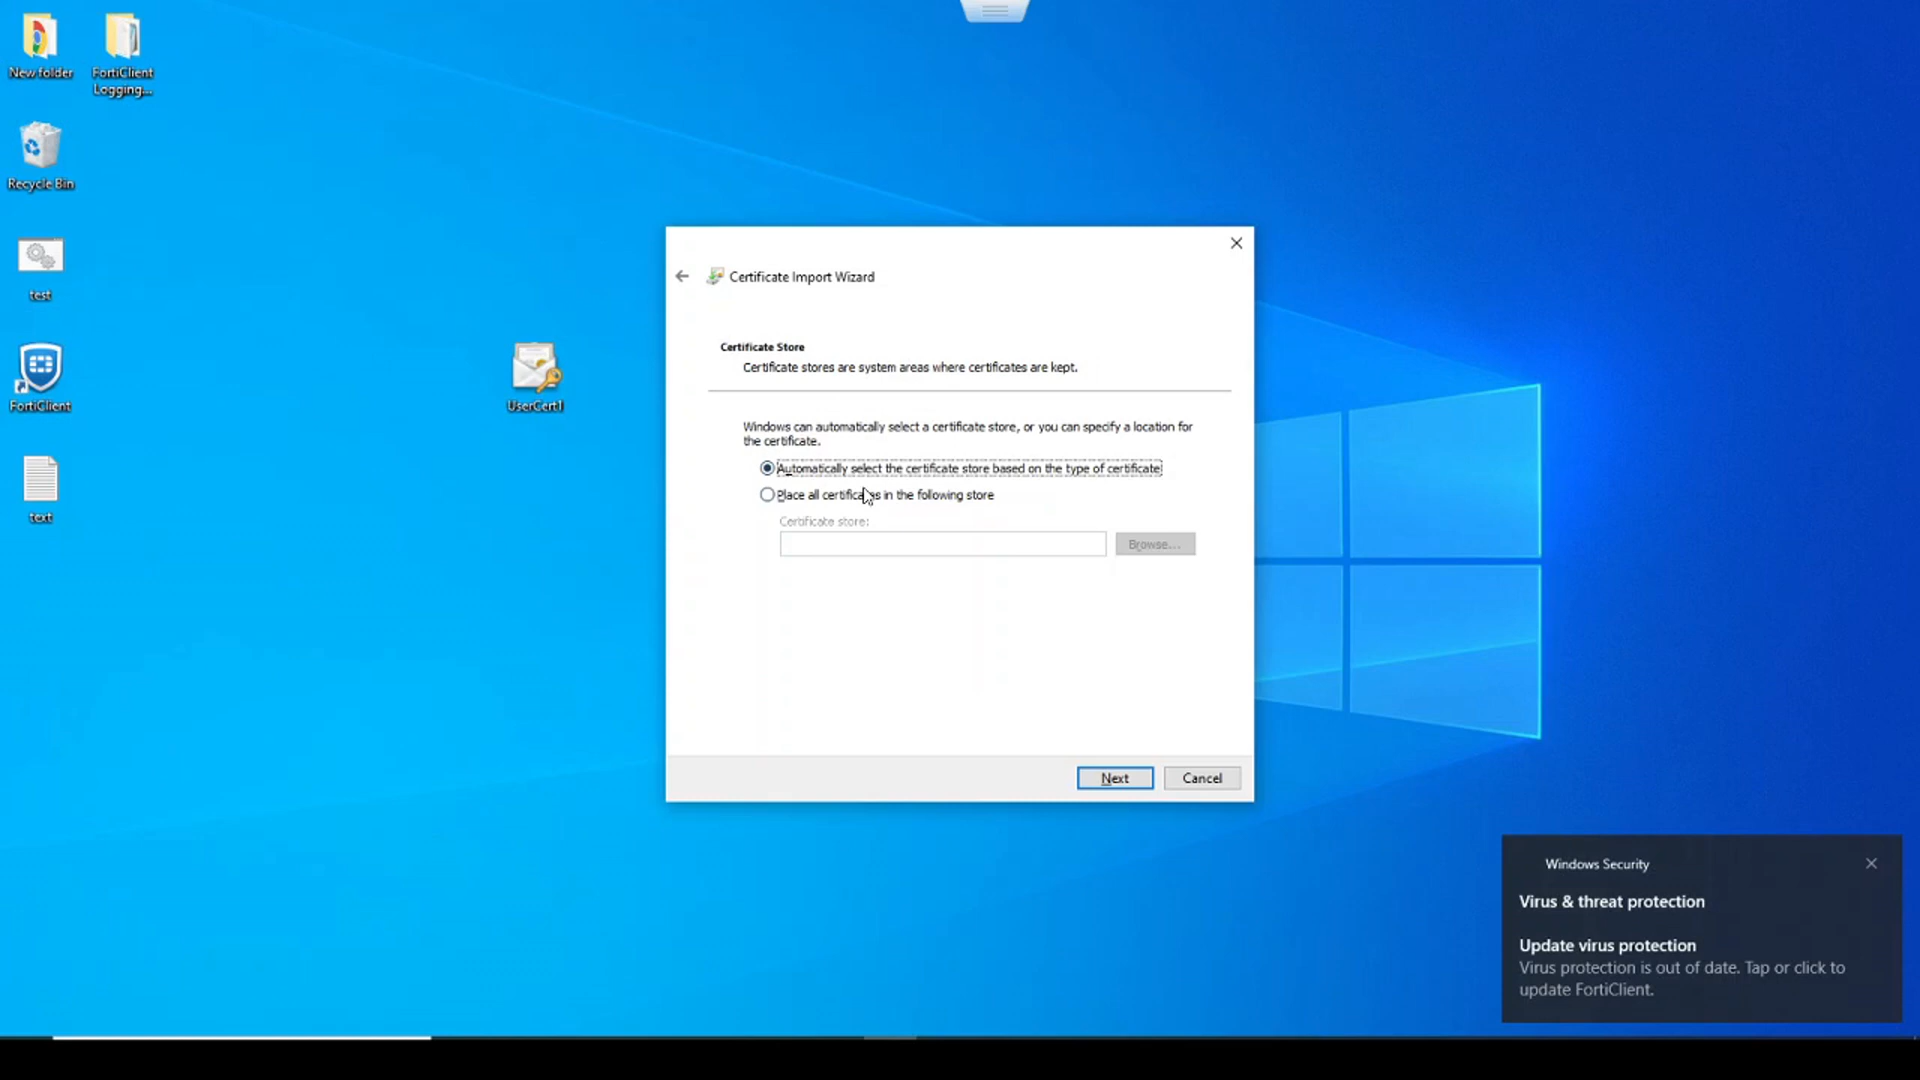 New folder
FortiClient
Logging...
Recycle Bin
test
FortiClient
text
UserCert1
Certificate Import Wizard
Certificate Store
Certificate stores are system areas where certificates are kept.
Windows can automatically select a certificate store, or you can specify a location for
the certificate.
Automatically select the certificate store based on the type of certificate
Place all certificates in the following store
Certificate store:
Browse...
Next
Cancel
Windows Security
Virus & threat protection
Update virus protection
Virus protection is out of date. Tap or click to
update FortiClient.